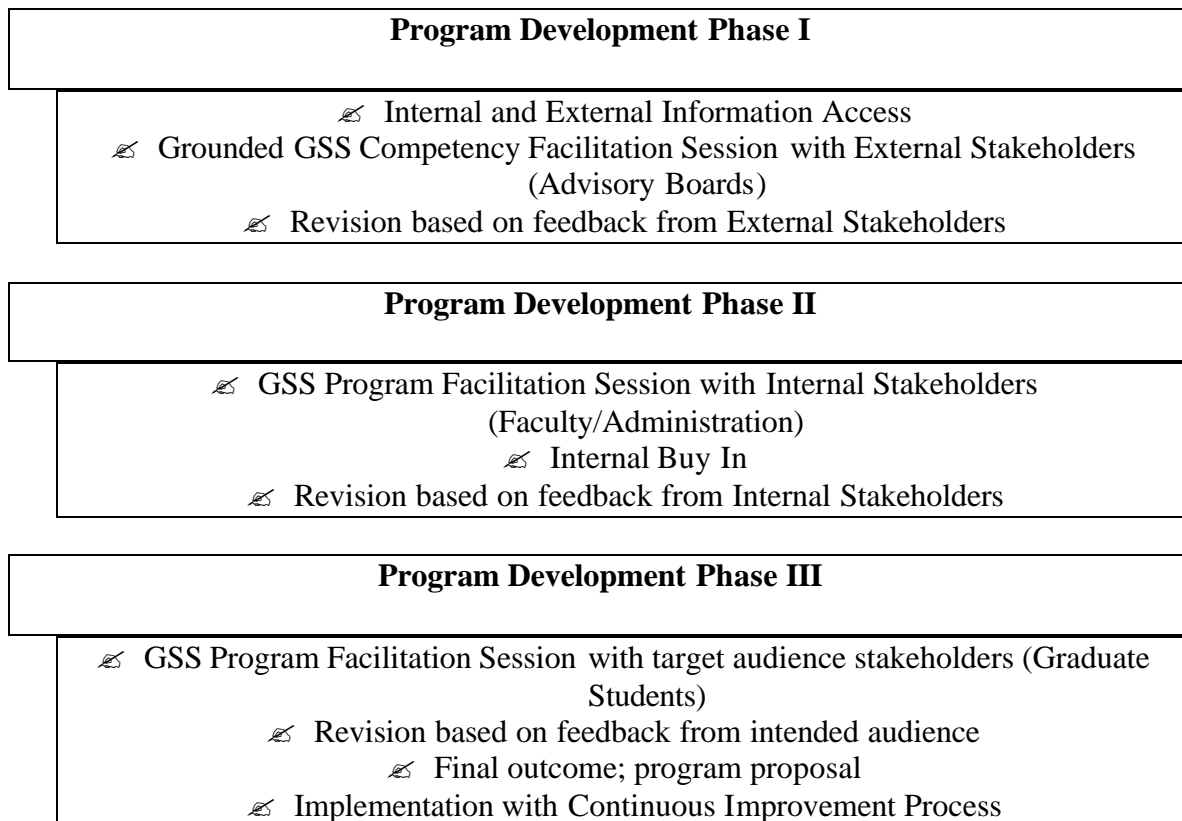 Program Development Phase I
✍ Internal and External Information Access
✍ Grounded GSS Competency Facilitation Session with External Stakeholders
(Advisory Boards)
✍ Revision based on feedback from External Stakeholders
Program Development Phase II
✍ GSS Program Facilitation Session with Internal Stakeholders
(Faculty/Administration)
✍ Internal Buy In
✍ Revision based on feedback from Internal Stakeholders
Program Development Phase III
✍ GSS Program Facilitation Session with target audience stakeholders (Graduate
Students)
✍ Revision based on feedback from intended audience
✍ Final outcome; program proposal
✍ Implementation with Continuous Improvement Process